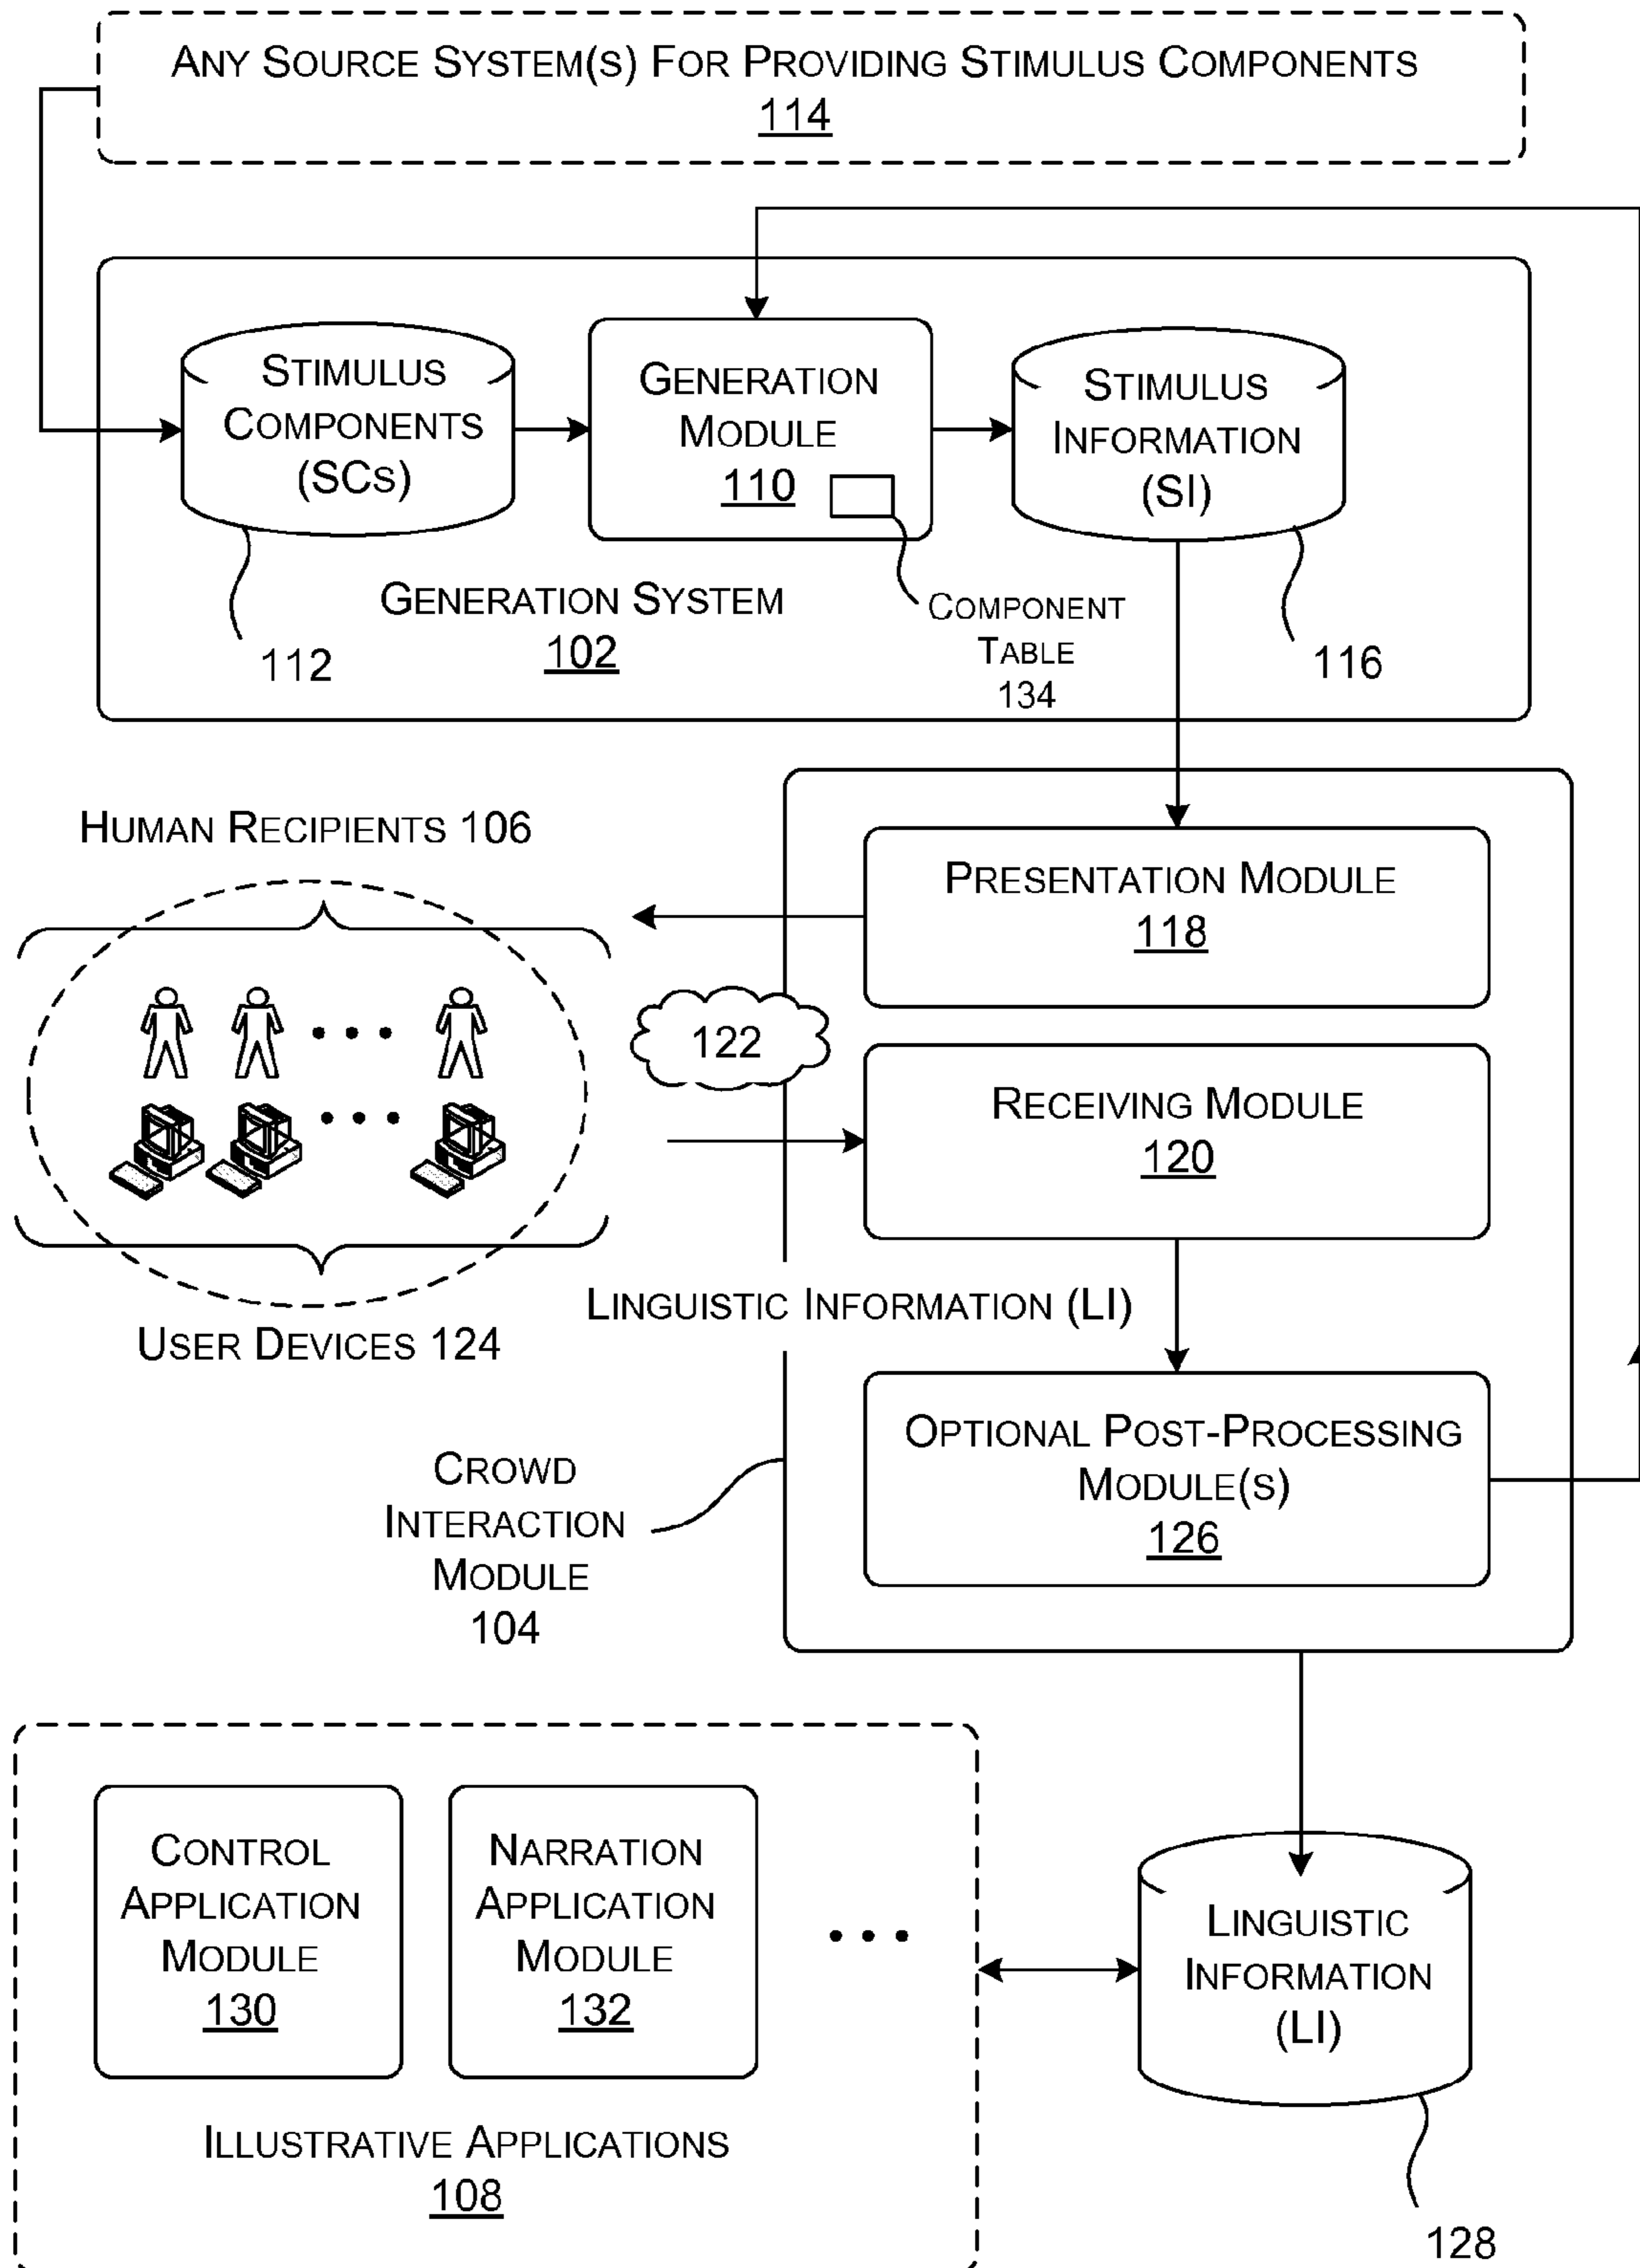 ANY SOURCE SYSTEM(S) FOR PROVIDING STIMULUS COMPONENTS
114
STIMULUS
COMPONENTS
(SCS)
GENERATION
MODULE
110
STIMULUS
INFORMATION
(SI)
GENERATION SYSTEM
102
COMPONENT
TABLE
134
112
116
HUMAN RECIPIENTS 106
PRESENTATION MODULE
118
122
RECEIVING MODULE
120
LINGUISTIC INFORMATION (LI)
USER DEVICES 124
OPTIONAL POST-PROCESSING
MODULE(S)
126
CROWD
INTERACTION
MODULE
104
CONTROL
APPLICATION
MODULE
130
NARRATION
APPLICATION
MODULE
132
LINGUISTIC
INFORMATION
(LI)
ILLUSTRATIVE APPLICATIONS
108
128